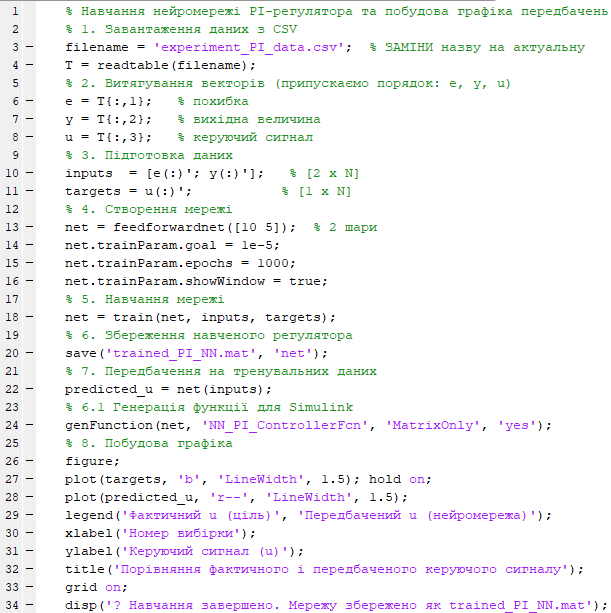 1 % Навчання нейромережі PI-регулятора та побудова графіка передбачень
2 % 1. Завантаження даних з CSV
3 – filename = 'experiment_PI_data.csv'; % ЗАМІНИ назву на актуальну
4 – T = readtable(filename);
5 % 2. Витягування векторів (припускаємо порядок: e, y, u)
6 – e = T{:,1}; % похибка
7 – y = T{:,2}; % вихідна величина
8 – u = T{:,3}; % керуючий сигнал
9 % 3. Підготовка даних
10 – inputs = [e(:)'; y(:)']; % [2 x N]
11 – targets = u(:)'; % [1 x N]
12 % 4. Створення мережі
13 – net = feedforwardnet([10 5]); % 2 шари
14 – net.trainParam.goal = 1e-5;
15 – net.trainParam.epochs = 1000;
16 – net.trainParam.showWindow = true;
17 % 5. Навчання мережі
18 – net = train(net, inputs, targets);
19 % 6. Збереження навченого регулятора
20 – save('trained_PI_NN.mat', 'net');
21 % 7. Передбачення на тренувальних даних
22 – predicted_u = net(inputs);
23 % 6.1 Генерація функції для Simulink
24 – genFunction(net, 'NN_PI_ControllerFcn', 'MatrixOnly', 'yes');
25 % 8. Побудова графіка
26 – figure;
27 – plot(targets, 'b', 'LineWidth', 1.5); hold on;
28 – plot(predicted_u, 'r--', 'LineWidth', 1.5);
29 – legend('Фактичний u (ціль)', 'Передбачений u (нейромережа)');
30 – xlabel('Номер вибірки');
31 – ylabel('Керуючий сигнал (u)');
32 – title('Порівняння фактичного і передбаченого керуючого сигналу');
33 – grid on;
34 – disp('? Навчання завершено. Мережу збережено як trained_PI_NN.mat');